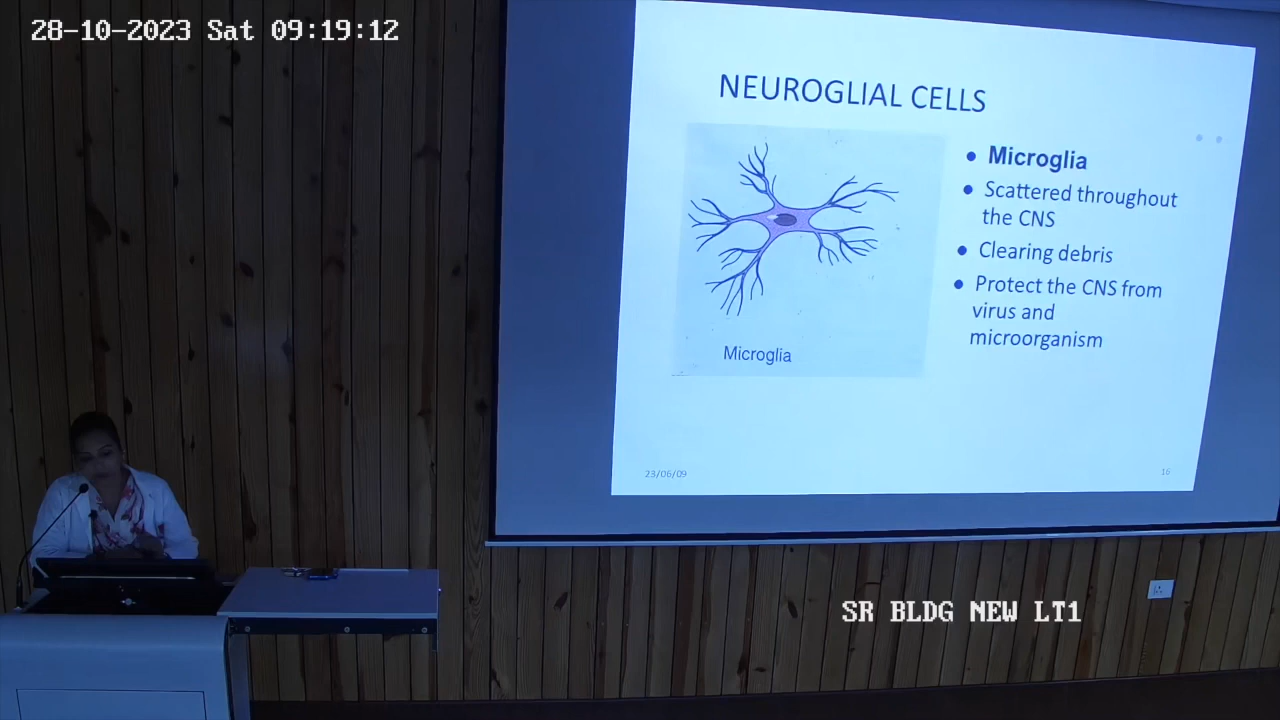 28-10-2023 Sat 09:19:12
NEUROGLIAL CELLS
Microglia
● Microglia
● Scattered throughout
the CNS
● Clearing debris
● Protect the CNS from
virus and
microorganism
23/06/09
16
SR BLDG NEW LT1